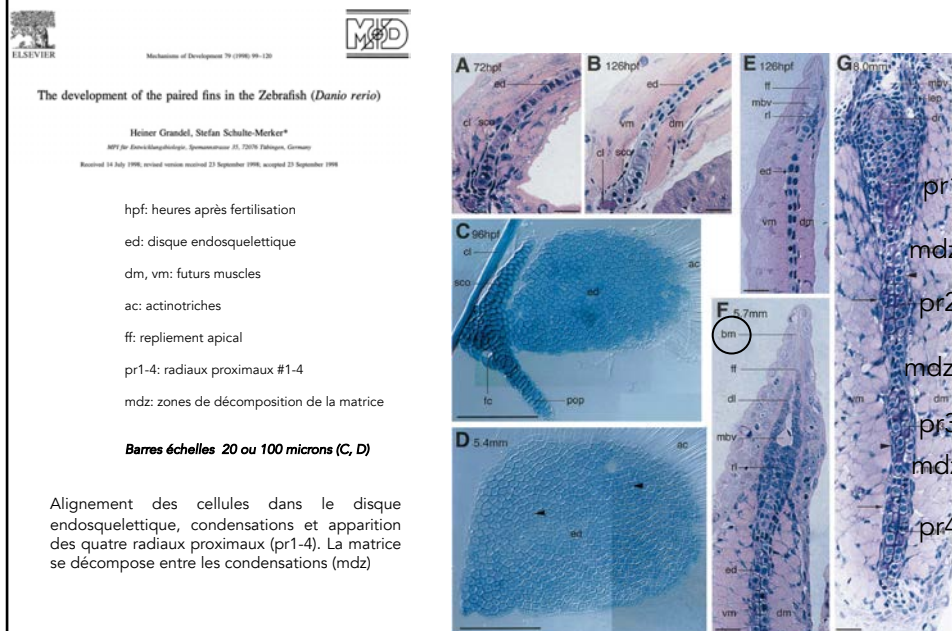 ELSEVIER
MOD
Mechanisms of Development 79 (1998) 99–120
The development of the paired fins in the Zebrafish (Danio rerio)
Heiner Grandel, Stefan Schulte-Merker*
MPI für Entwicklungsbiologie, Spemannstrasse 35, 72076 Tübingen, Germany
Received 14 July 1998; revised version received 23 September 1998; accepted 23 September 1998
hpf: heures après fertilisation
ed: disque endosquelettique
dm, vm: futurs muscles
ac: actinotriches
ff: repliement apical
pr1-4: radiaux proximaux #1-4
mdz: zones de décomposition de la matrice
Barres échelles 20 ou 100 microns (C, D)
Alignement des cellules dans le disque
endosquelettique, condensations et apparition
des quatre radiaux proximaux (pr1-4). La matrice
se décompose entre les condensations (mdz)
A 72hpf
ed
cl sco
B 126hpf
ed
vm
dm
cl
sco
C 96hpf
cl
sco
ed
ac
fc
pop
D 5.4mm
ac
ed
E 126hpf
ff
mbv
rl
ed
vm
dm
F 5.7mm
bm
ff
dl
mbv
rl
ed
vm
dm
G 8.0mm
mbv
lep
dr
pr1
mdz
pr2
mdz
vm
dm
pr3
mdz
pr4